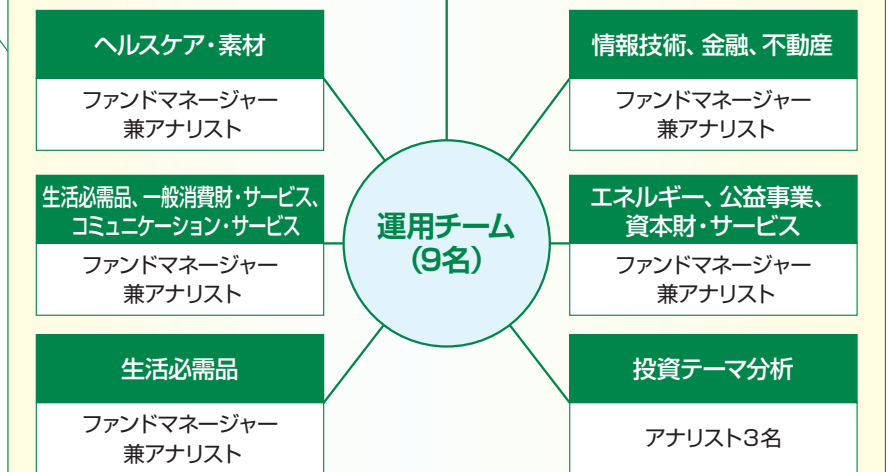 ヘルスケア・素材
ファンドマネージャー
兼アナリスト
情報技術、金融、不動産
ファンドマネージャー
兼アナリスト
生活必需品、一般消費財・サービス、
コミュニケーション・サービス
ファンドマネージャー
兼アナリスト
運用チーム
(9名)
エネルギー、公益事業、
資本財・サービス
ファンドマネージャー
兼アナリスト
生活必需品
ファンドマネージャー
兼アナリスト
投資テーマ分析
アナリスト3名